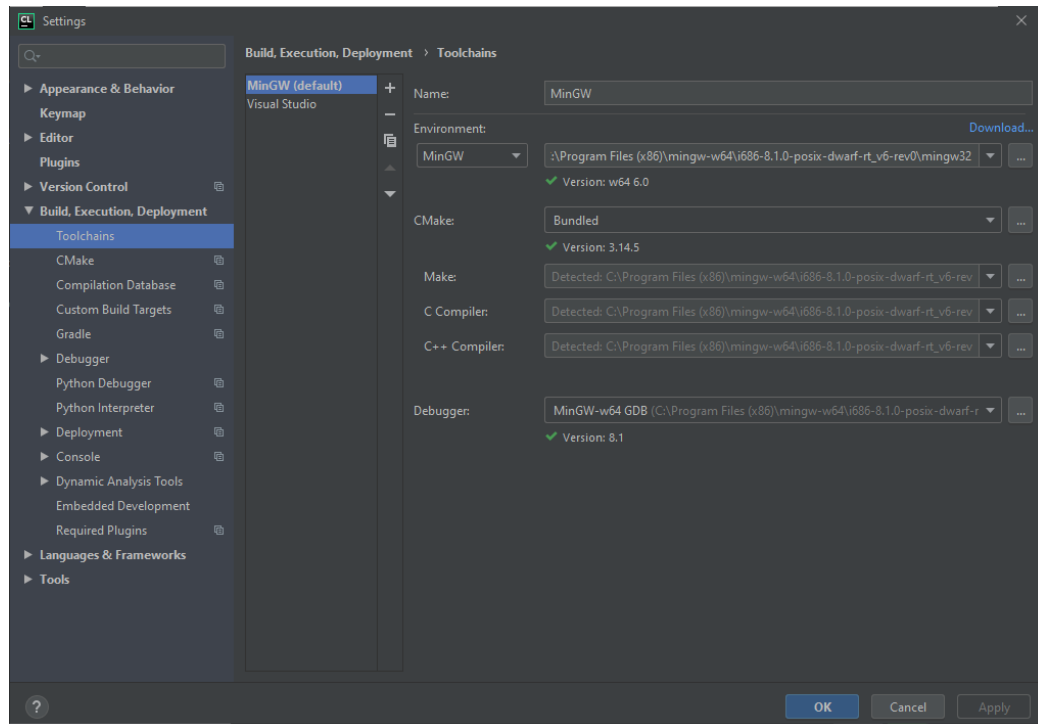 CL Settings
Build, Execution, Deployment › Toolchains
Appearance & Behavior
Keymap
Editor
Plugins
Version Control
Build, Execution, Deployment
Toolchains
CMake
Compilation Database
Custom Build Targets
Gradle
Debugger
Python Debugger
Python Interpreter
Deployment
Console
Dynamic Analysis Tools
Embedded Development
Required Plugins
Languages & Frameworks
Tools
MinGW (default)
Visual Studio
Name: MinGW
Environment: Download...
MinGW :\Program Files (x86)\mingw-w64\i686-8.1.0-posix-dwarf-rt_v6-rev0\mingw32 ...
Version: w64 6.0
CMake: Bundled ...
Version: 3.14.5
Make: Detected: C:\Program Files (x86)\mingw-w64\i686-8.1.0-posix-dwarf-rt_v6-rev ...
C Compiler: Detected: C:\Program Files (x86)\mingw-w64\i686-8.1.0-posix-dwarf-rt_v6-rev ...
C++ Compiler: Detected: C:\Program Files (x86)\mingw-w64\i686-8.1.0-posix-dwarf-rt_v6-rev ...
Debugger: MinGW-w64 GDB (C:\Program Files (x86)\mingw-w64\i686-8.1.0-posix-dwarf-r ...
Version: 8.1
? OK Cancel Apply